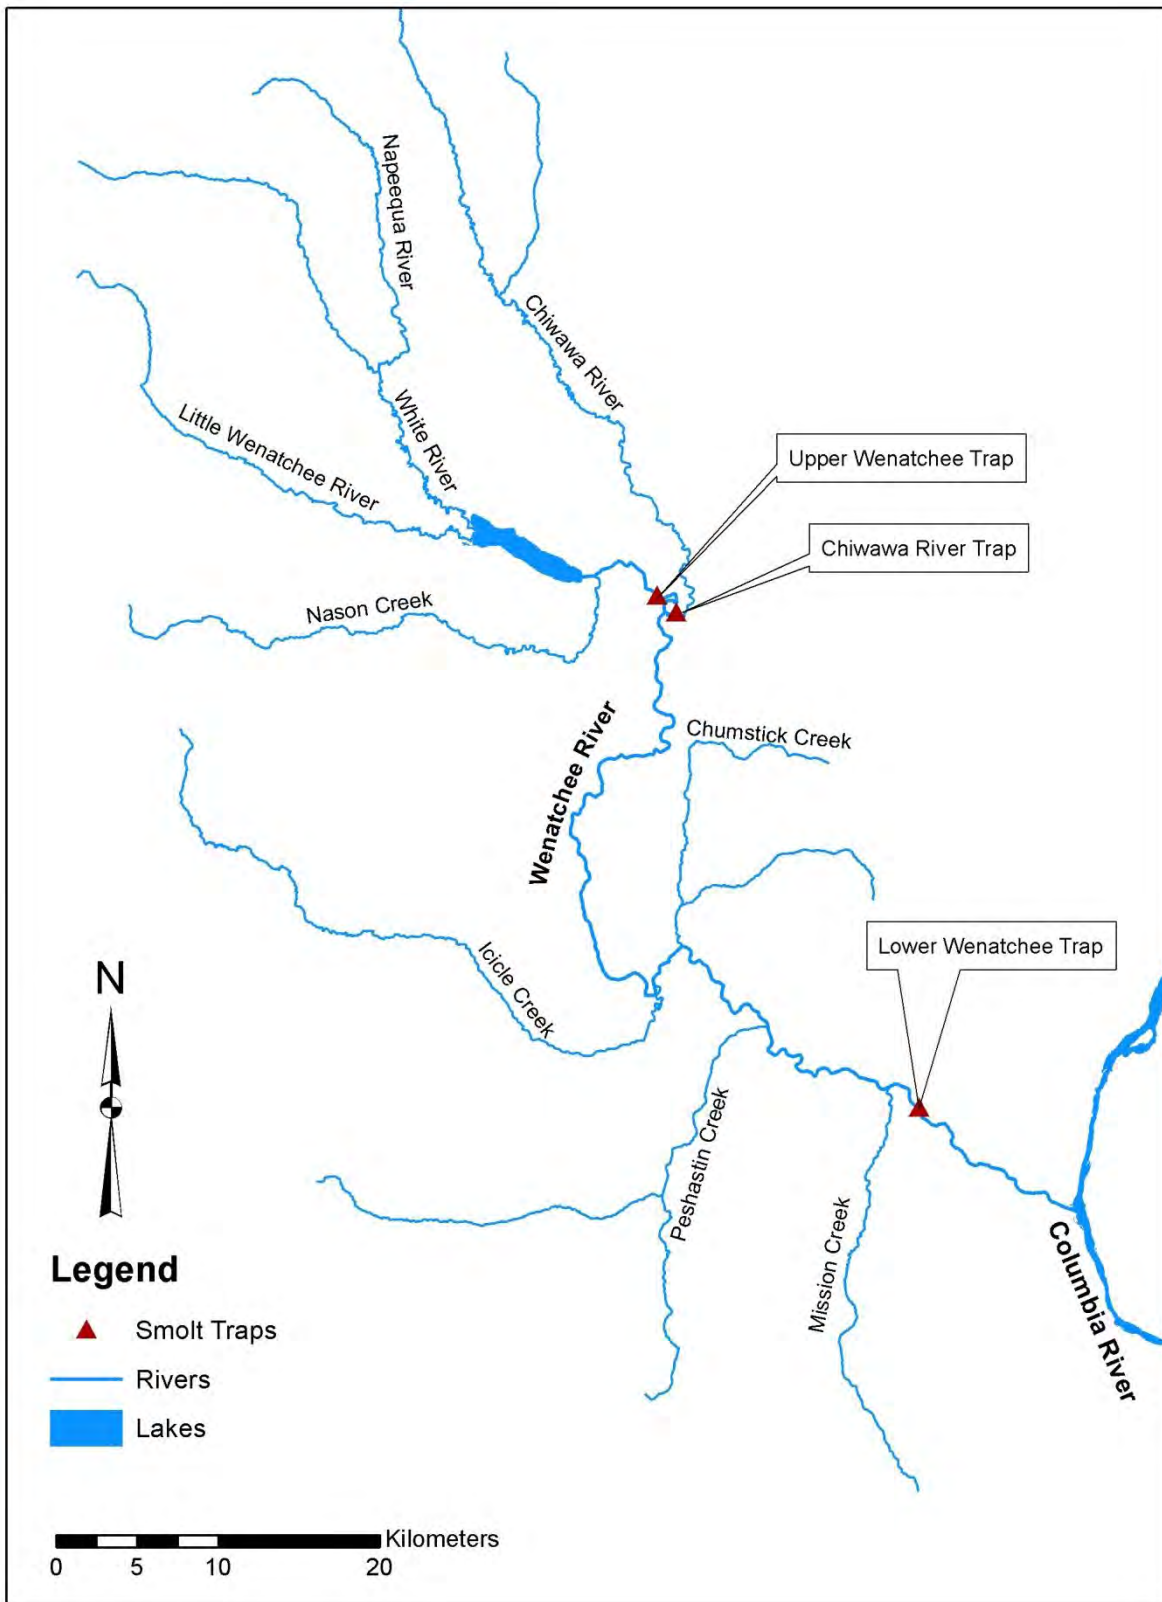 Napeequa River
Chiwawa River
White River
Little Wenatchee River
Upper Wenatchee Trap
Chiwawa River Trap
Nason Creek
Wenatchee River
Chumstick Creek
Icicle Creek
Lower Wenatchee Trap
N
Peshastin Creek
Mission Creek
Columbia River
Legend
Smolt Traps
Rivers
Lakes
Kilometers
0 5 10 20